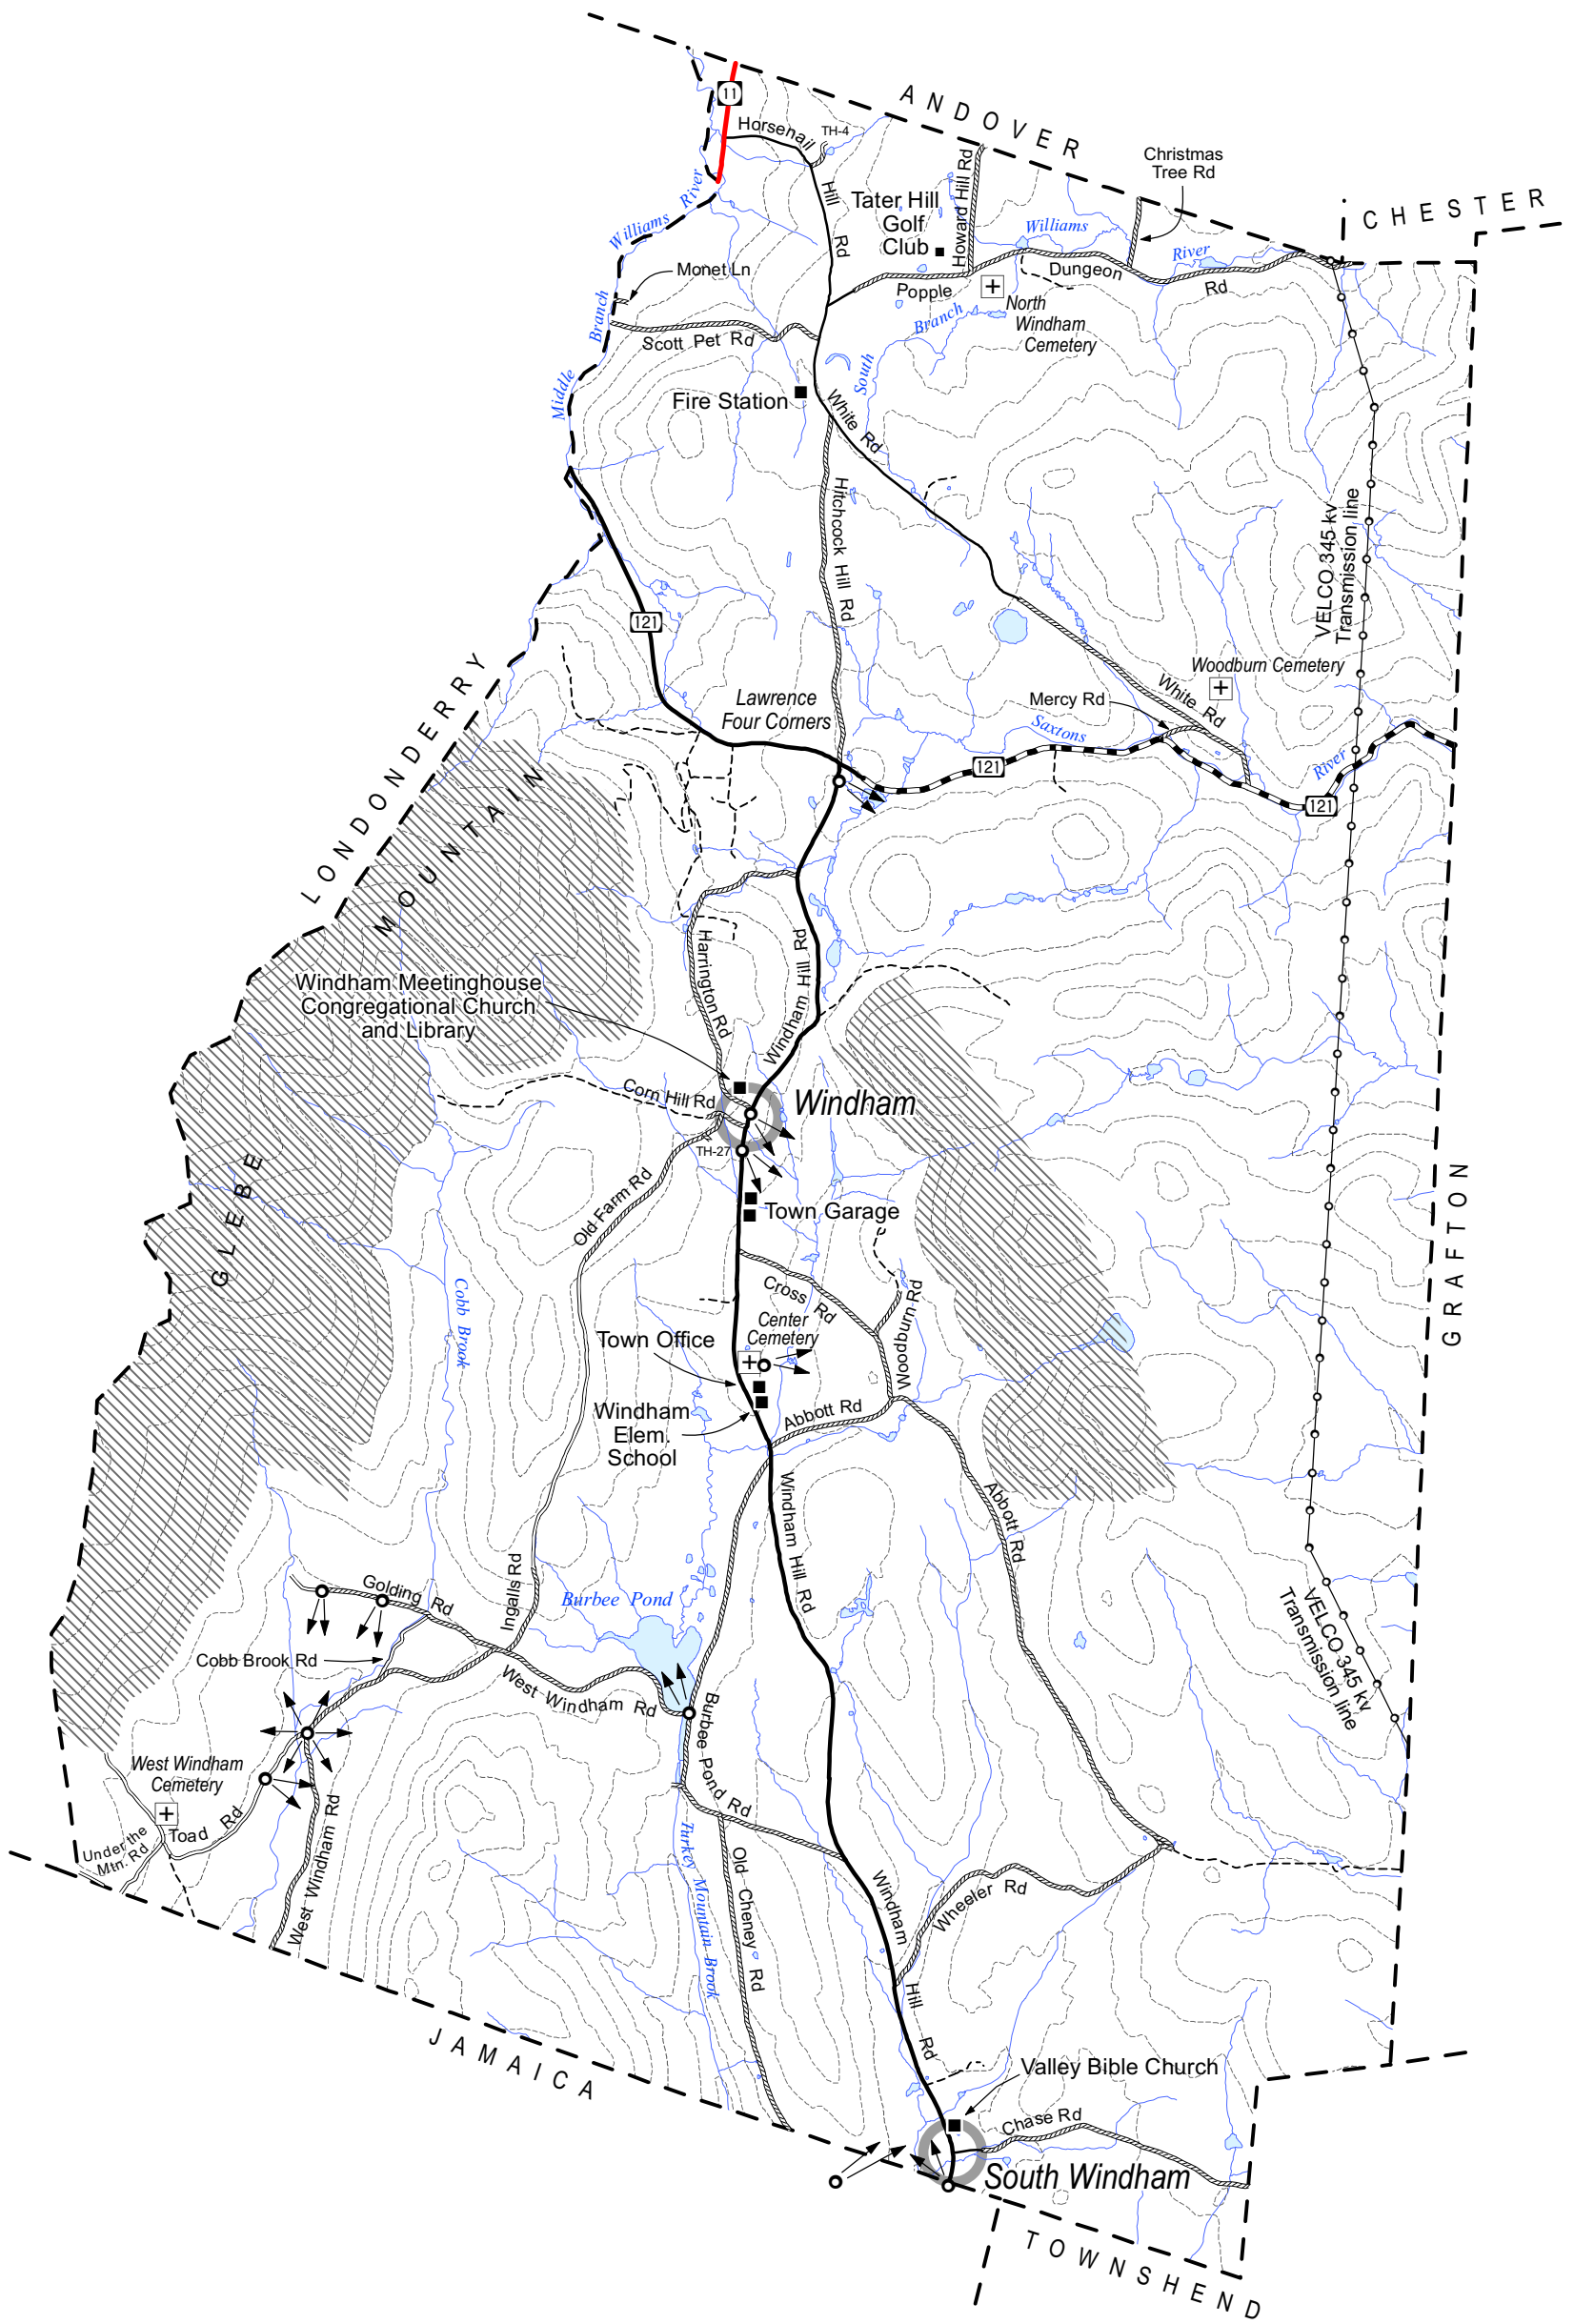 ANDOVER
11
Horsenail
TH-4
Hill
Rd
Christmas
Tree Rd
CHESTER
Tater Hill
Golf
Club
Howard Hill Rd
Williams
River
Williams
River
Monet Ln
Popple
Dungeon
Rd
North
Windham
Cemetery
Branch
Branch
Scott Pet Rd
South
Middle
Fire Station
White Rd
Hitchcock Hill Rd
VELCO 345 kv
Transmission line
121
LONDONDERRY
Woodburn Cemetery
White Rd
Mercy Rd
Lawrence
Four Corners
Saxtons
River
121
121
MOUNTAIN
Harrington Rd
Windham Hill Rd
Windham Meetinghouse
Congregational Church
and Library
Corn Hill Rd
Windham
TH-27
GLEBE
GRAFTON
Old Farm Rd
Town Garage
Cobb Brook
Cross Rd
Woodburn Rd
Center
Cemetery
Town Office
Windham
Elem.
School
Abbott Rd
Windham Hill Rd
Abbott Rd
Golding Rd
Ingalls Rd
Burbee Pond
VELCO 345 kv
Transmission line
Cobb Brook Rd
West Windham Rd
Burbee Pond Rd
West Windham
Cemetery
Toad Rd
Under the
Mtn. Rd
West Windham Rd
Turkey Mountain Brook
Old Cheney Rd
Windham
Hill
Rd
Wheeler Rd
JAMAICA
Valley Bible Church
Chase Rd
South Windham
TOWNSHEND